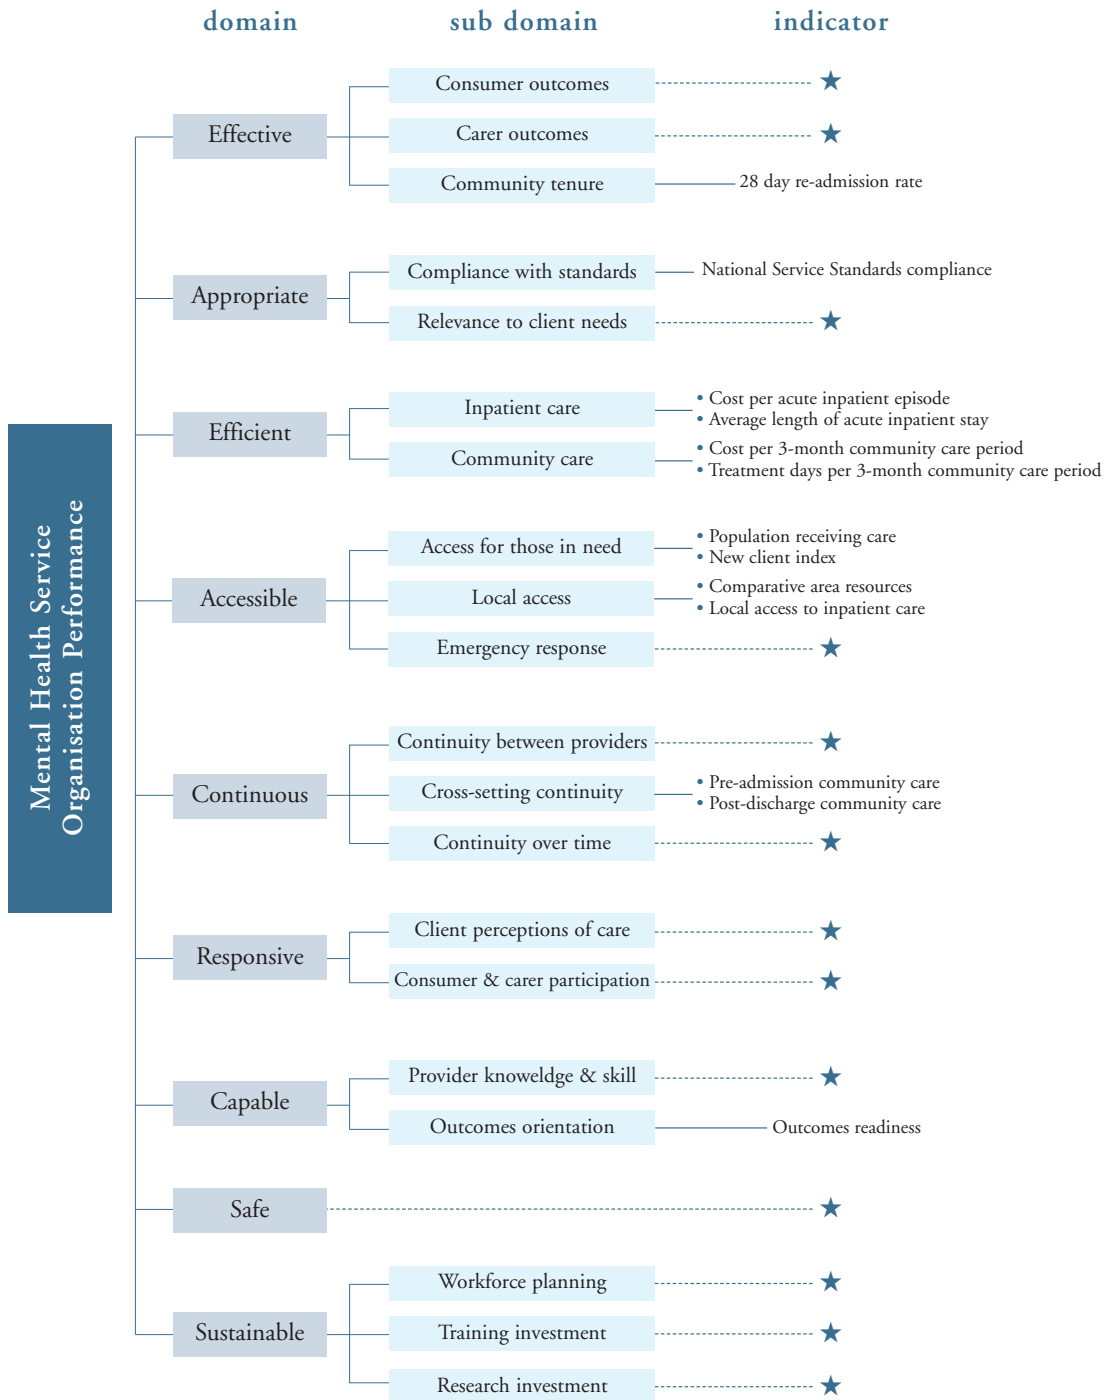 domain
sub domain
indicator
Mental Health Service
Organisation Performance
Effective
Consumer outcomes
Carer outcomes
Community tenure
28 day re-admission rate
Appropriate
Compliance with standards
National Service Standards compliance
Relevance to client needs
Efficient
Inpatient care
• Cost per acute inpatient episode
• Average length of acute inpatient stay
Community care
• Cost per 3-month community care period
• Treatment days per 3-month community care period
Accessible
Access for those in need
• Population receiving care
• New client index
Local access
• Comparative area resources
• Local access to inpatient care
Emergency response
Continuous
Continuity between providers
Cross-setting continuity
• Pre-admission community care
• Post-discharge community care
Continuity over time
Responsive
Client perceptions of care
Consumer & carer participation
Capable
Provider knoweldge & skill
Outcomes orientation
Outcomes readiness
Safe
Sustainable
Workforce planning
Training investment
Research investment